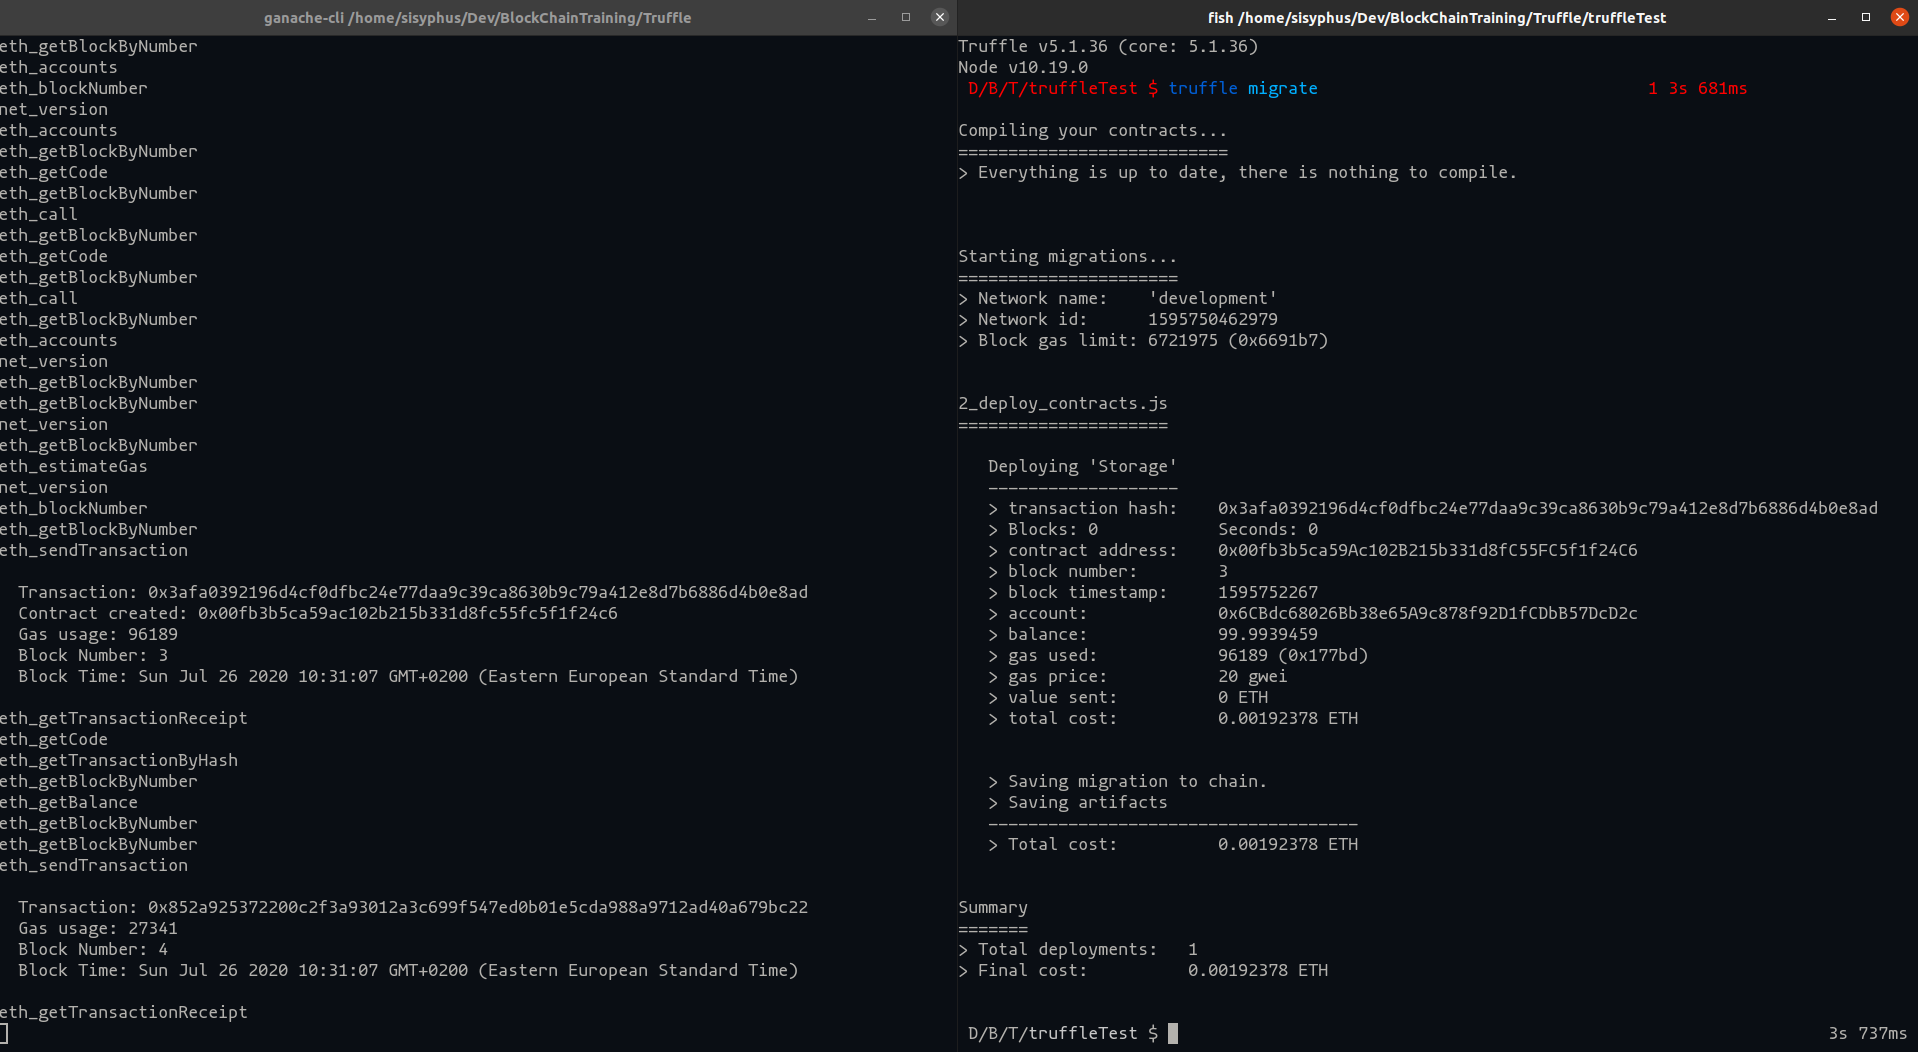 ganache-cli /home/sisyphus/Dev/BlockChainTraining/Truffle
eth_getBlockByNumber
eth_accounts
eth_blockNumber
net_version
eth_accounts
eth_getBlockByNumber
eth_getCode
eth_getBlockByNumber
eth_call
eth_getBlockByNumber
eth_getCode
eth_getBlockByNumber
eth_call
eth_getBlockByNumber
eth_accounts
net_version
eth_getBlockByNumber
eth_getBlockByNumber
net_version
eth_getBlockByNumber
eth_estimateGas
net_version
eth_blockNumber
eth_getBlockByNumber
eth_sendTransaction
Transaction: 0x3afa0392196d4cf0dfbc24e77daa9c39ca8630b9c79a412e8d7b6886d4b0e8ad
Contract created: 0x00fb3b5ca59ac102b215b331d8fc55fc5f1f24c6
Gas usage: 96189
Block Number: 3
Block Time: Sun Jul 26 2020 10:31:07 GMT+0200 (Eastern European Standard Time)
eth_getTransactionReceipt
eth_getCode
eth_getTransactionByHash
eth_getBlockByNumber
eth_getBalance
eth_getBlockByNumber
eth_getBlockByNumber
eth_sendTransaction
Transaction: 0x852a925372200c2f3a93012a3c699f547ed0b01e5cda988a9712ad40a679bc22
Gas usage: 27341
Block Number: 4
Block Time: Sun Jul 26 2020 10:31:07 GMT+0200 (Eastern European Standard Time)
eth_getTransactionReceipt
fish /home/sisyphus/Dev/BlockChainTraining/Truffle/truffleTest
Truffle v5.1.36 (core: 5.1.36)
Node v10.19.0
D/B/T/truffleTest $ truffle migrate 1 3s 681ms
Compiling your contracts...
===========================
> Everything is up to date, there is nothing to compile.
Starting migrations...
======================
> Network name: 'development'
> Network id: 1595750462979
> Block gas limit: 6721975 (0x6691b7)
2_deploy_contracts.js
=====================
Deploying 'Storage'
-------------------
> transaction hash: 0x3afa0392196d4cf0dfbc24e77daa9c39ca8630b9c79a412e8d7b6886d4b0e8ad
> Blocks: 0 Seconds: 0
> contract address: 0x00fb3b5ca59Ac102B215b331d8fC55FC5f1f24C6
> block number: 3
> block timestamp: 1595752267
> account: 0x6CBdc68026Bb38e65A9c878f92D1fCDbB57DcD2c
> balance: 99.9939459
> gas used: 96189 (0x177bd)
> gas price: 20 gwei
> value sent: 0 ETH
> total cost: 0.00192378 ETH
> Saving migration to chain.
> Saving artifacts
-------------------------------------
> Total cost: 0.00192378 ETH
Summary
=======
> Total deployments: 1
> Final cost: 0.00192378 ETH
D/B/T/truffleTest $ 3s 737ms